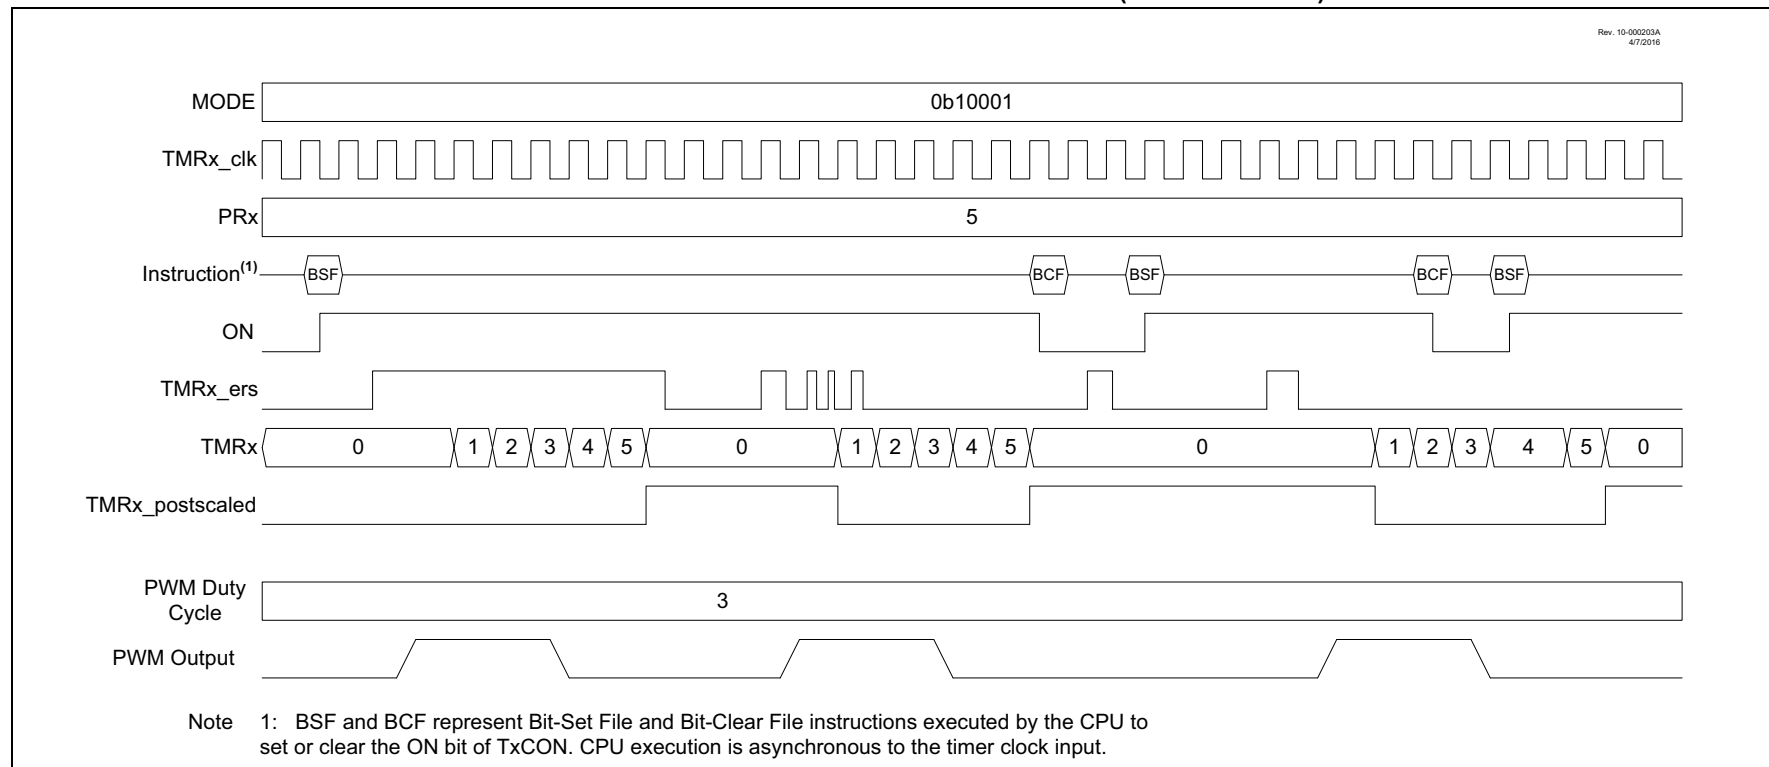 Rev. 10-000203A
4/7/2016
MODE 0b10001
TMRx_clk
PRx 5
Instruction(1) BSF BCF BSF BCF BSF
ON
TMRx_ers
TMRx 0 1 2 3 4 5 0 1 2 3 4 5 0 1 2 3 4 5 0
TMRx_postscaled
PWM Duty
Cycle 3
PWM Output
Note 1: BSF and BCF represent Bit-Set File and Bit-Clear File instructions executed by the CPU to
set or clear the ON bit of TxCON. CPU execution is asynchronous to the timer clock input.